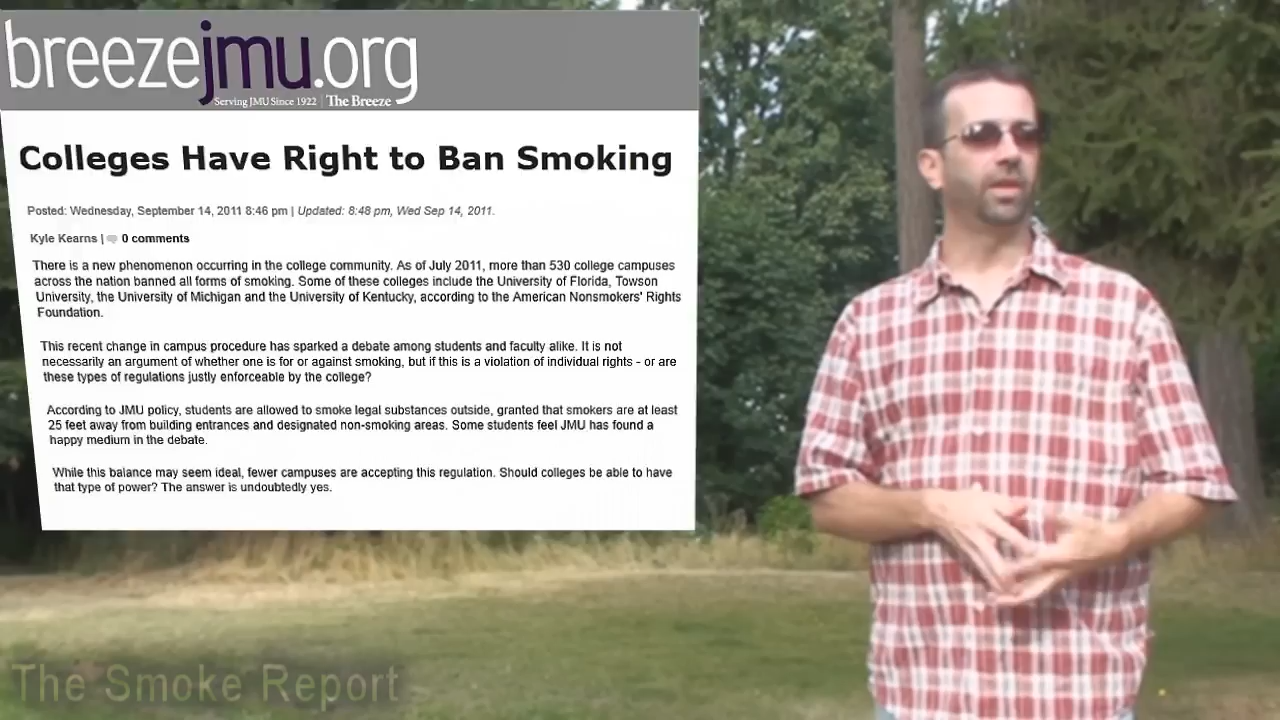 breezejmu.org
Serving JMU Since 1922 | The Breeze
Colleges Have Right to Ban Smoking
Posted: Wednesday, September 14, 2011 8:46 pm | Updated: 8:48 pm, Wed Sep 14, 2011.
Kyle Kearns | 0 comments
There is a new phenomenon occurring in the college community. As of July 2011, more than 530 college campuses
across the nation banned all forms of smoking. Some of these colleges include the University of Florida, Towson
University, the University of Michigan and the University of Kentucky, according to the American Nonsmokers' Rights
Foundation.
This recent change in campus procedure has sparked a debate among students and faculty alike. It is not
necessarily an argument of whether one is for or against smoking, but if this is a violation of individual rights - or are
these types of regulations justly enforceable by the college?
According to JMU policy, students are allowed to smoke legal substances outside, granted that smokers are at least
25 feet away from building entrances and designated non-smoking areas. Some students feel JMU has found a
happy medium in the debate.
While this balance may seem ideal, fewer campuses are accepting this regulation. Should colleges be able to have
that type of power? The answer is undoubtedly yes.
The Smoke Report